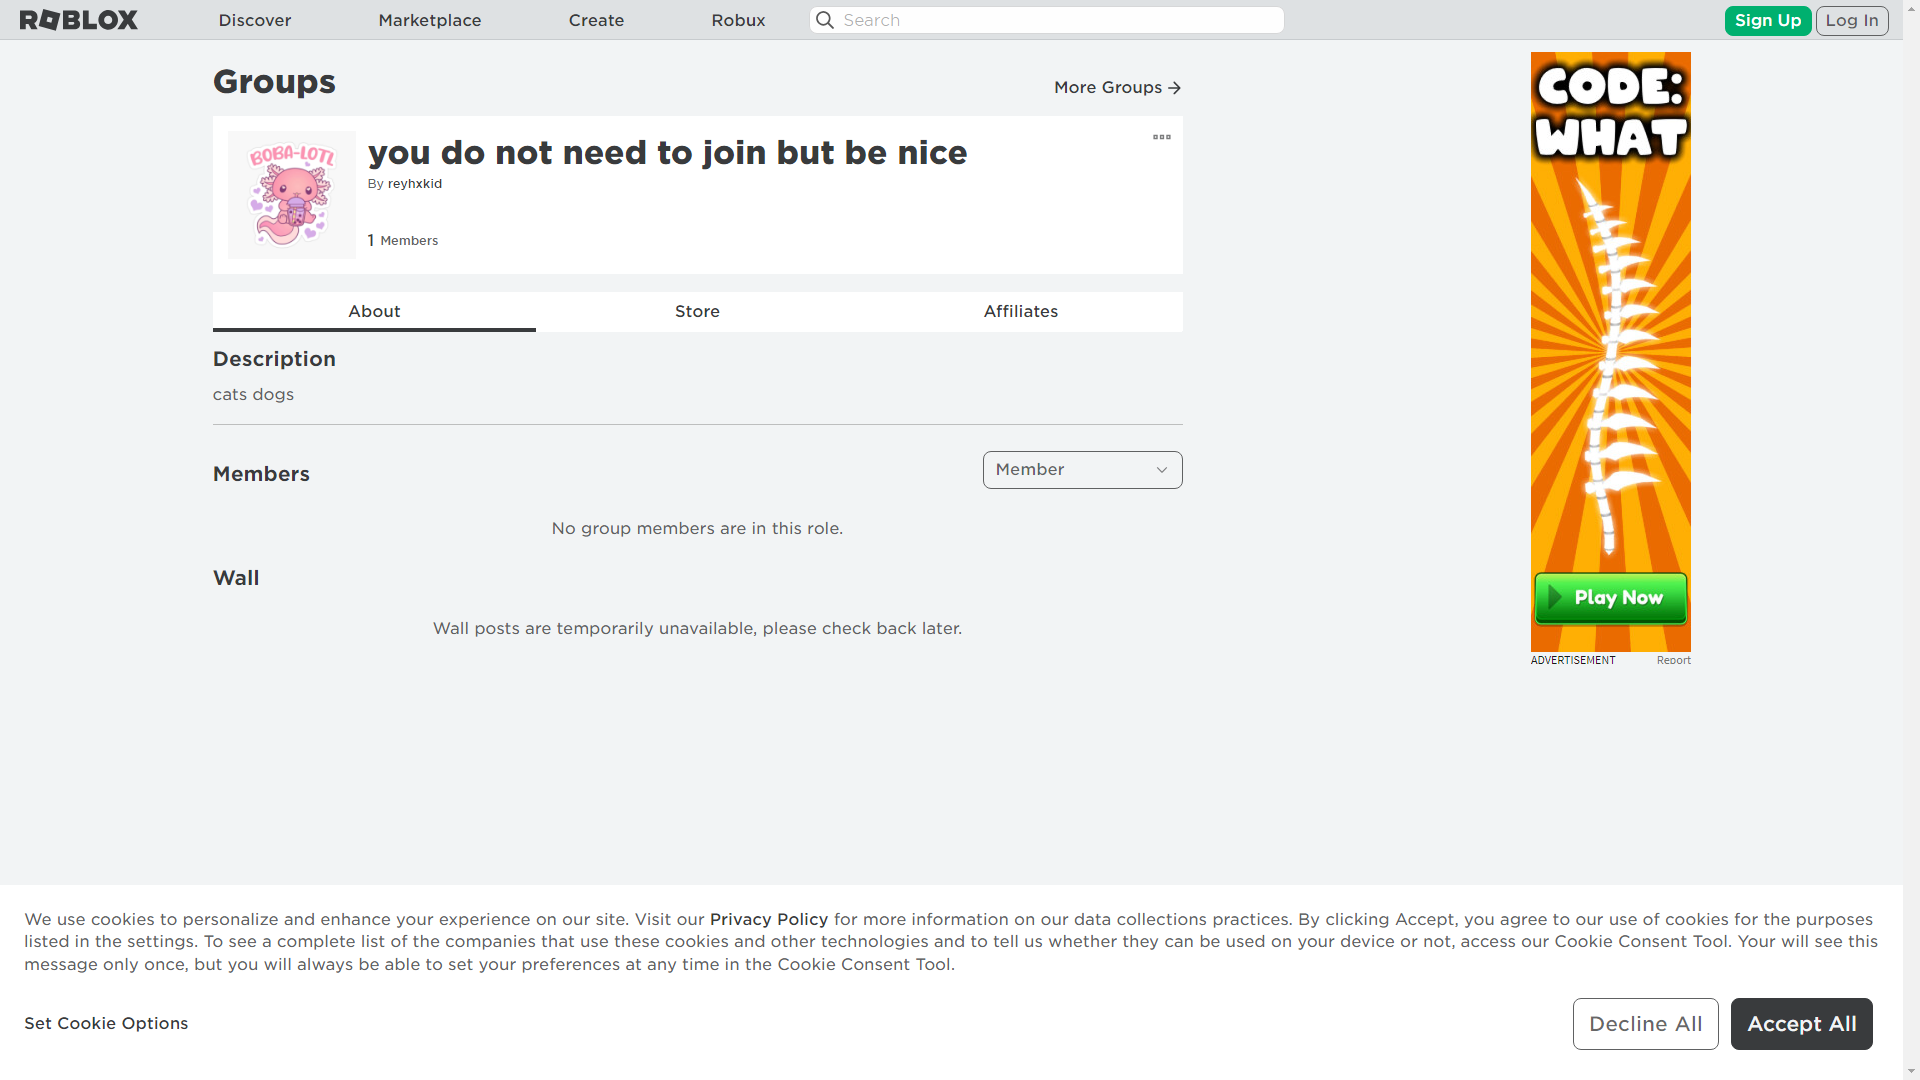 ROBLOX
Discover
Marketplace
Create
Robux
Search
Sign Up
Log In
Groups
More Groups
BOBA-LOTL
you do not need to join but be nice
By reyhxkid
1 Members
About
Store
Affiliates
Description
cats dogs
Members
Member
No group members are in this role.
Wall
Wall posts are temporarily unavailable, please check back later.
CODE:
WHAT
Play Now
ADVERTISEMENT
Report
We use cookies to personalize and enhance your experience on our site. Visit our Privacy Policy for more information on our data collections practices. By clicking Accept, you agree to our use of cookies for the purposes
listed in the settings. To see a complete list of the companies that use these cookies and other technologies and to tell us whether they can be used on your device or not, access our Cookie Consent Tool. Your will see this
message only once, but you will always be able to set your preferences at any time in the Cookie Consent Tool.
Set Cookie Options
Decline All
Accept All